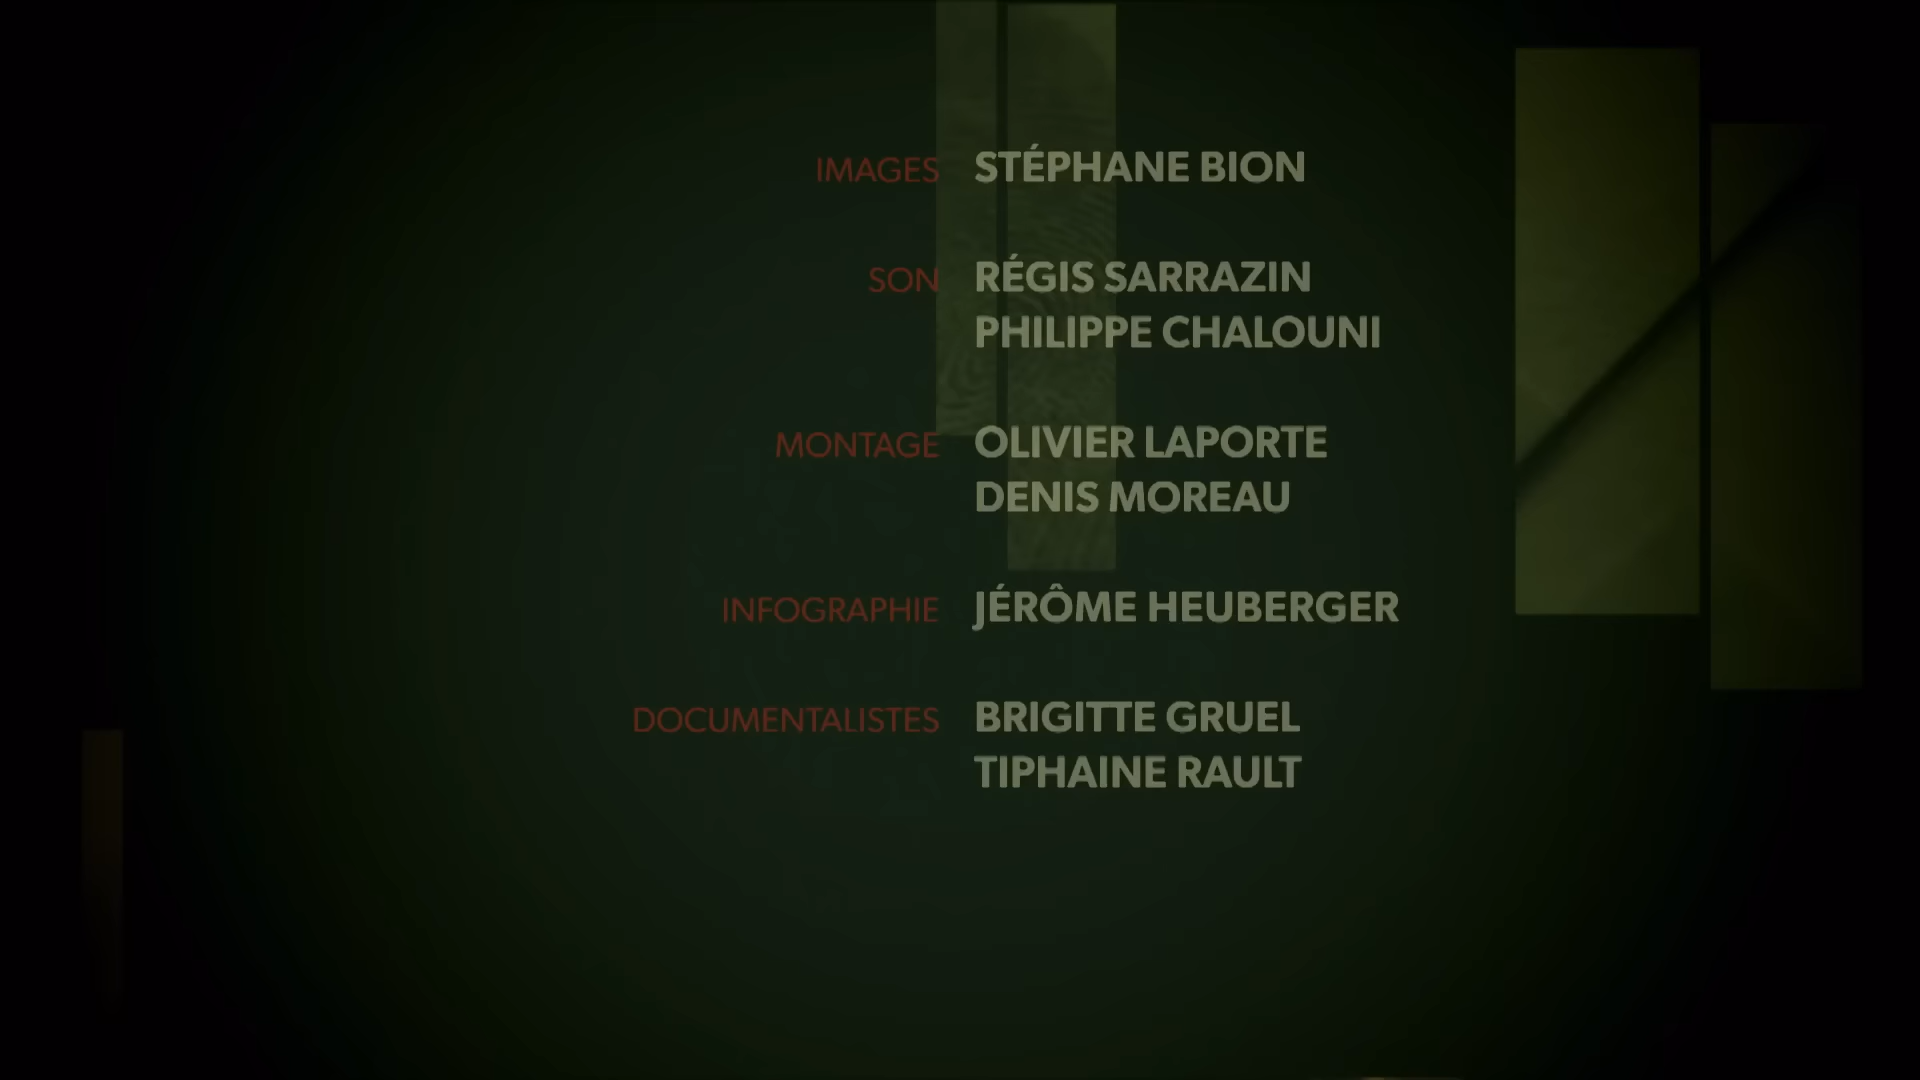 IMAGES STÉPHANE BION
SON RÉGIS SARRAZIN
PHILIPPE CHALOUNI
MONTAGE OLIVIER LAPORTE
DENIS MOREAU
INFOGRAPHIE JÉRÔME HEUBERGER
DOCUMENTALISTES BRIGITTE GRUEL
TIPHAINE RAULT